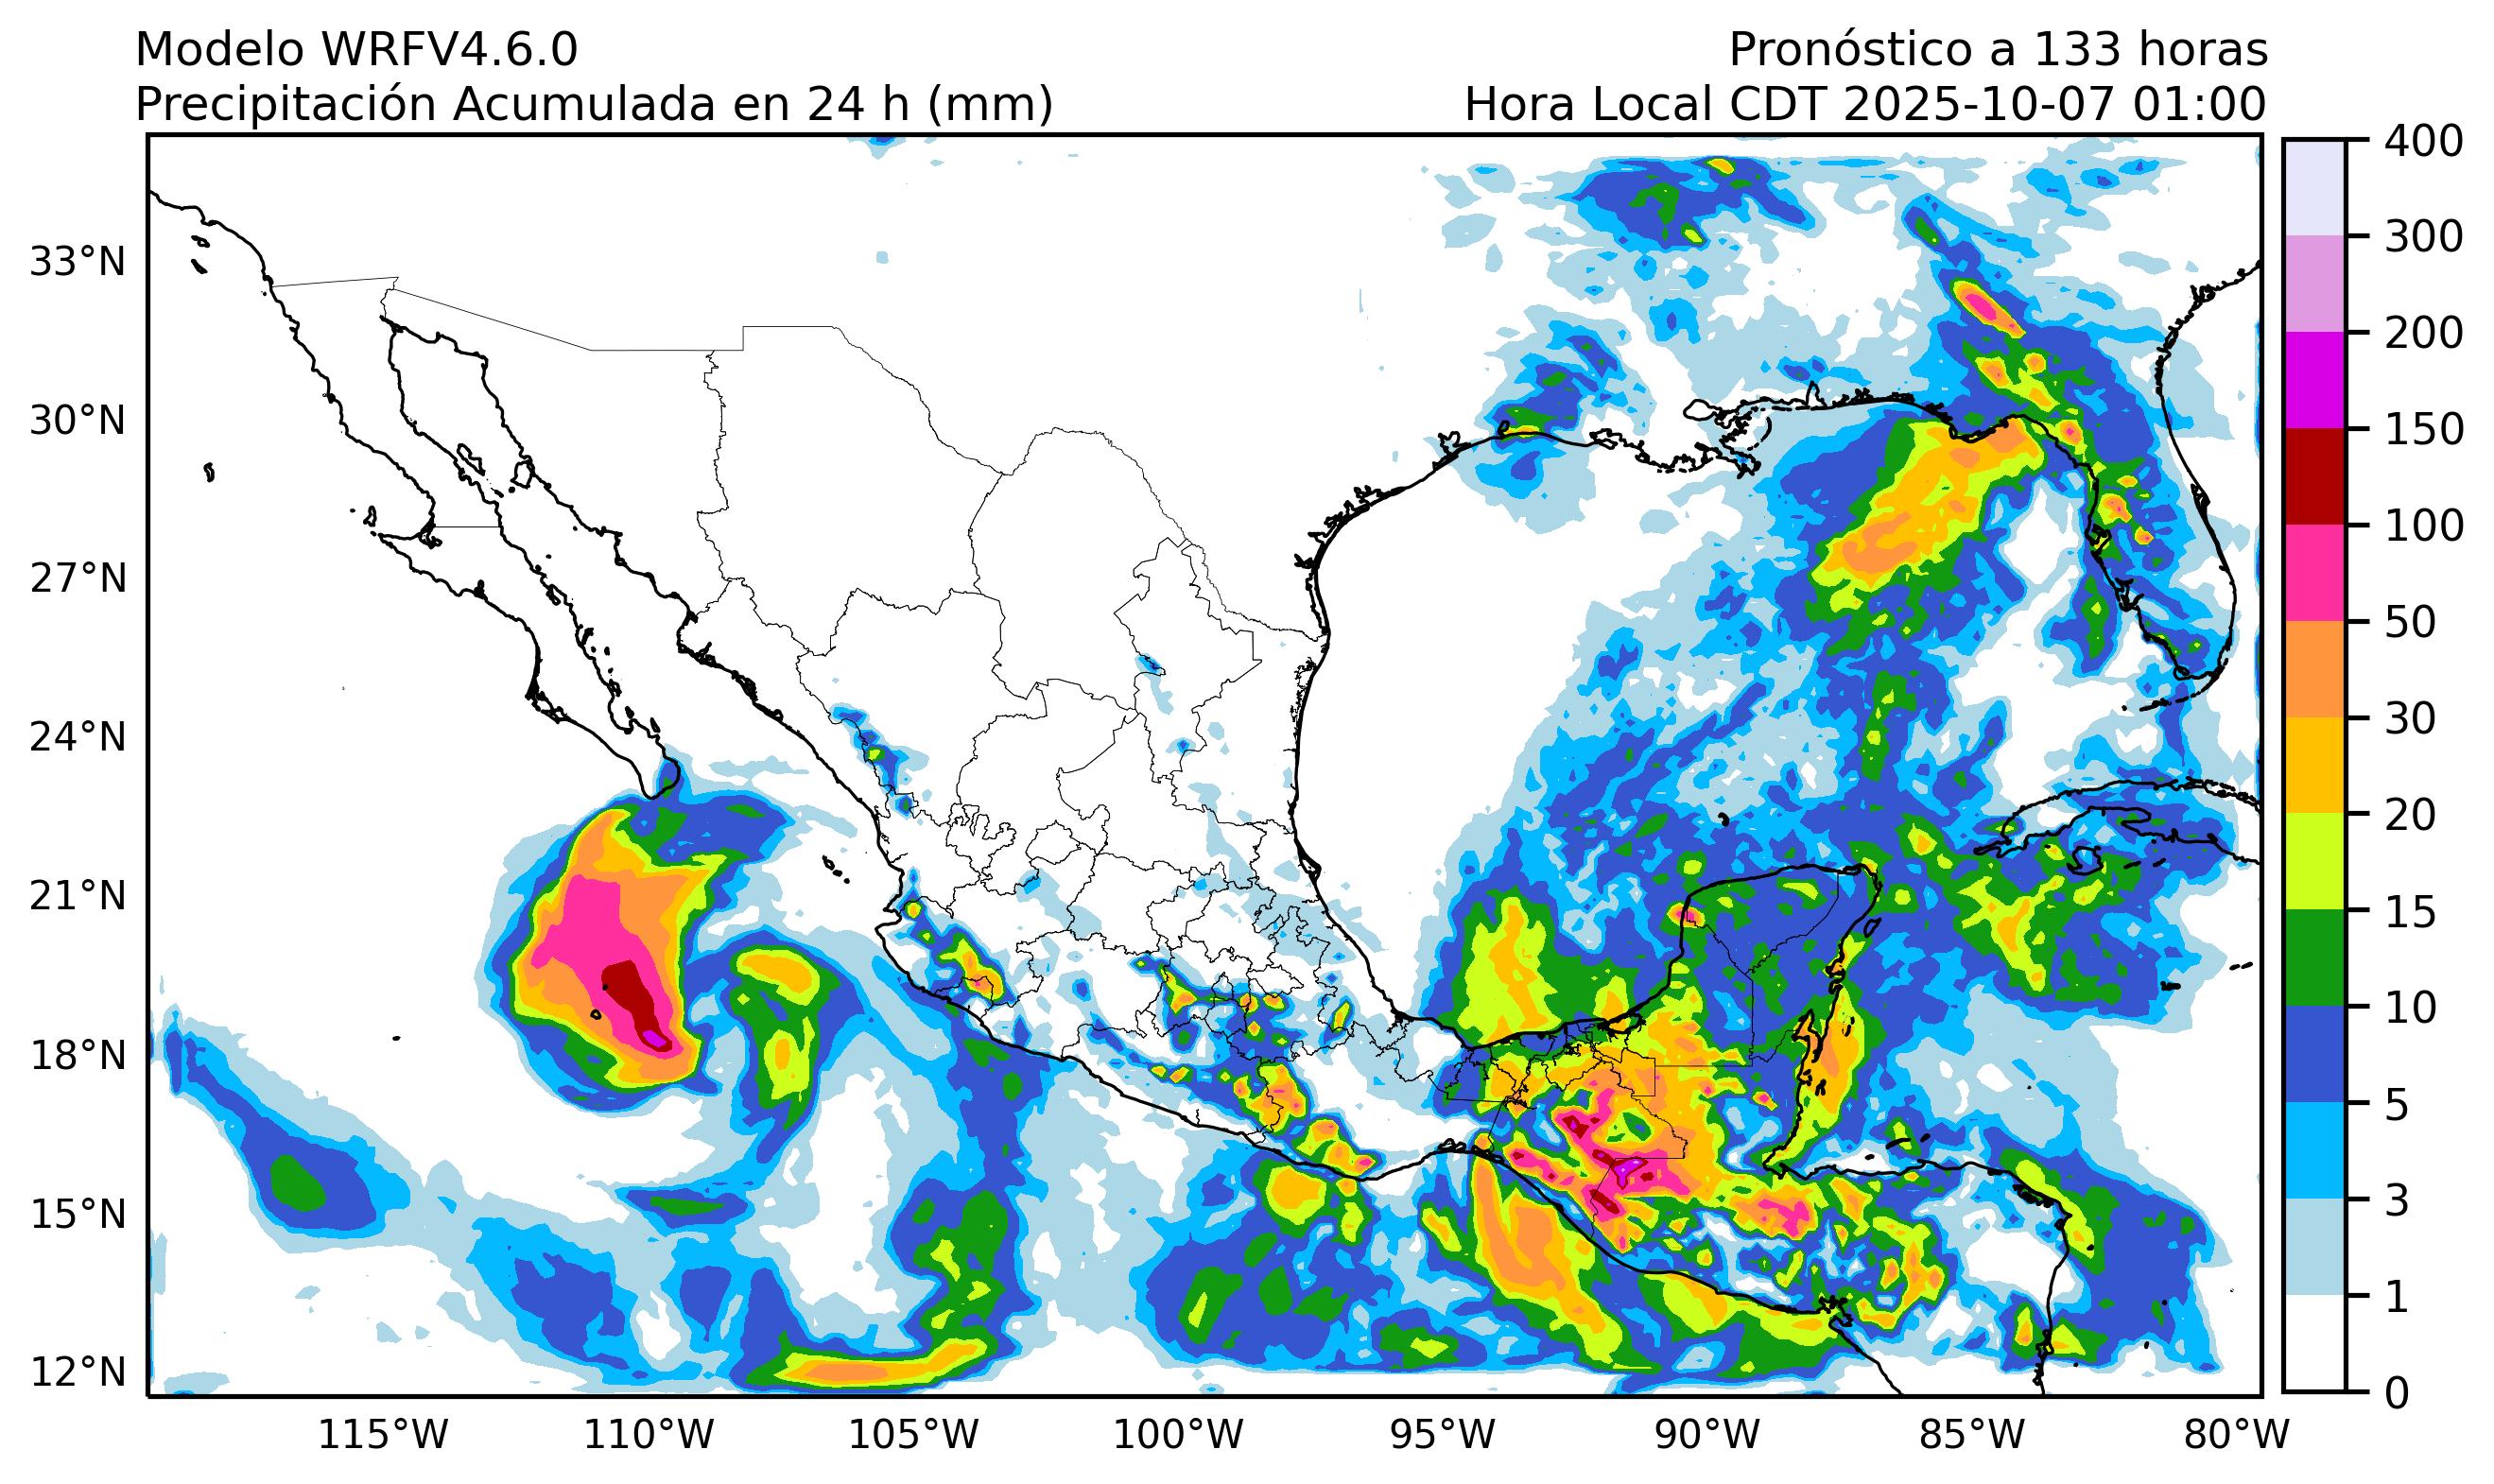 Modelo WRFV4.6.0
Pronóstico a 133 horas
Precipitación Acumulada en 24 h (mm)
Hora Local CDT 2025-10-07 01:00
33°N
30°N
27°N
24°N
21°N
18°N
15°N
12°N
115°W
110°W
105°W
100°W
95°W
90°W
85°W
80°W
400
300
200
150
100
50
30
20
15
10
5
3
1
0